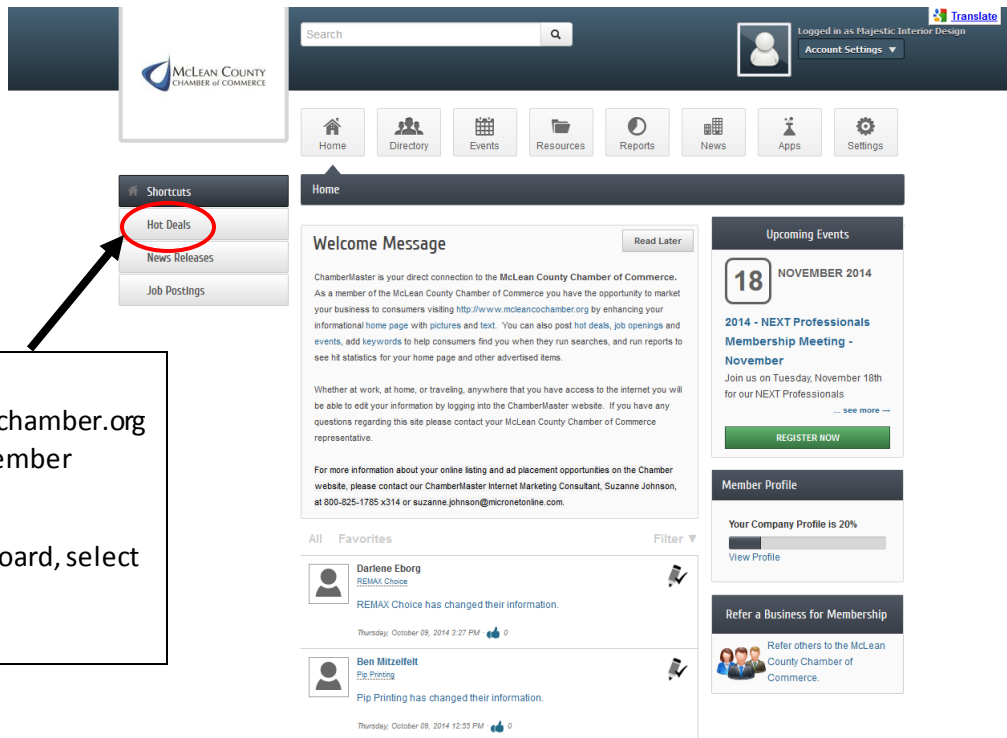 Translate
Search
Logged in as Majestic Interior Design
Account Settings ▼
McLean County
Chamber of Commerce
Home
Directory
Events
Resources
Reports
News
Apps
Settings
Shortcuts
Hot Deals
News Releases
Job Postings
chamber.org
ember
oard, select
Home
Welcome Message
Read Later
ChamberMaster is your direct connection to the McLean County Chamber of Commerce.
As a member of the McLean County Chamber of Commerce you have the opportunity to market
your business to consumers visiting http://www.mcleancochamber.org by enhancing your
informational home page with pictures and text. You can also post hot deals, job openings and
events, add keywords to help consumers find you when they run searches, and run reports to
see hit statistics for your home page and other advertised items.
Whether at work, at home, or traveling, anywhere that you have access to the internet you will
be able to edit your information by logging into the ChamberMaster website. If you have any
questions regarding this site please contact your McLean County Chamber of Commerce
representative.
For more information about your online listing and ad placement opportunities on the Chamber
website, please contact our ChamberMaster Internet Marketing Consultant, Suzanne Johnson,
at 800-825-1785 x314 or suzanne.johnson@micronetonline.com.
All Favorites Filter ▼
Darlene Eborg
REMAX Choice
REMAX Choice has changed their information.
Thursday, October 09, 2014 3:27 PM · 0
Ben Mitzelfelt
Pip Printing
Pip Printing has changed their information.
Thursday, October 09, 2014 12:55 PM · 0
Upcoming Events
18
NOVEMBER 2014
2014 - NEXT Professionals
Membership Meeting -
November
Join us on Tuesday, November 18th
for our NEXT Professionals
... see more →
REGISTER NOW
Member Profile
Your Company Profile is 20%
View Profile
Refer a Business for Membership
Refer others to the McLean
County Chamber of
Commerce.